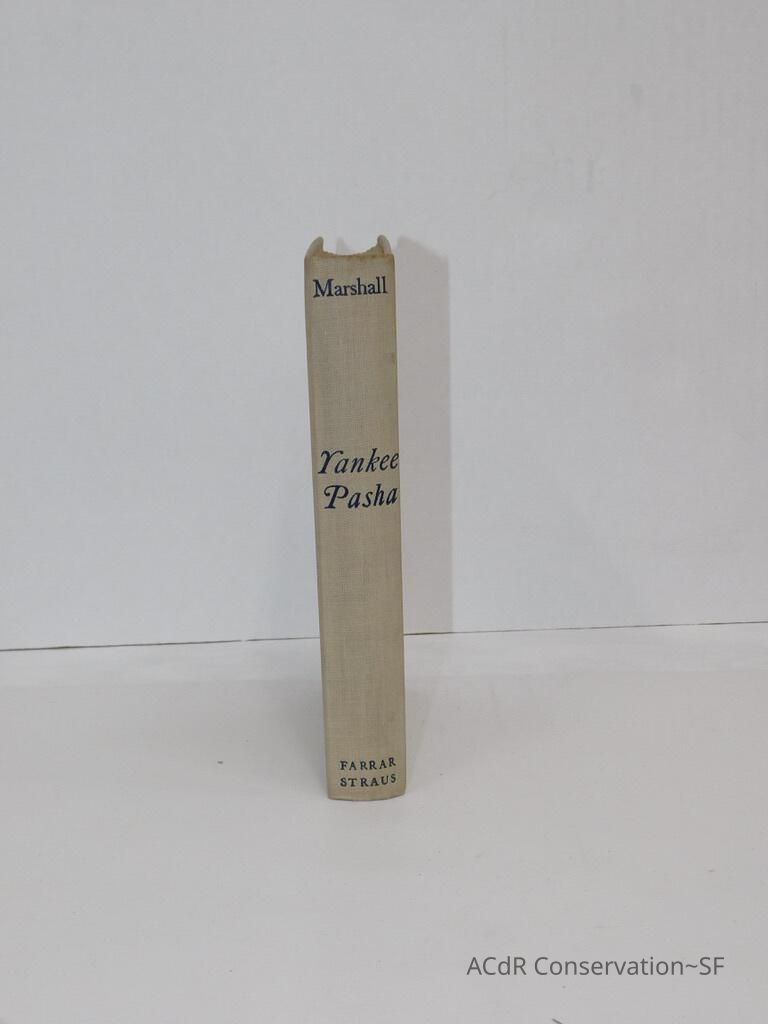 Marshall
Yankee
Pasha
FARRAR
STRAUS
ACdR Conservation~SF